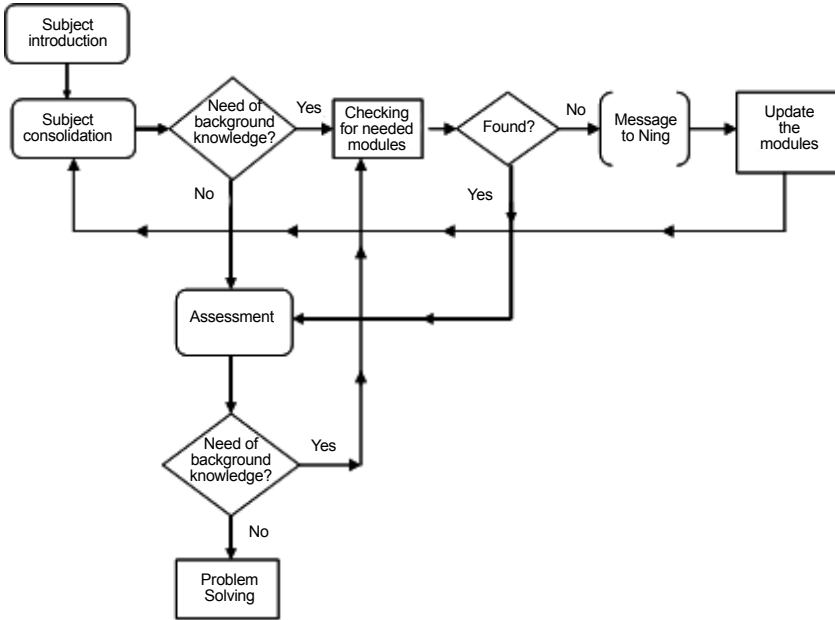 Subject
introduction
Subject
consolidation
Need of
background
knowledge?
Yes
Checking
for needed
modules
Found?
No
Message
to Ning
Update
the
modules
No
Yes
Assessment
Need of
background
knowledge?
Yes
No
Problem
Solving